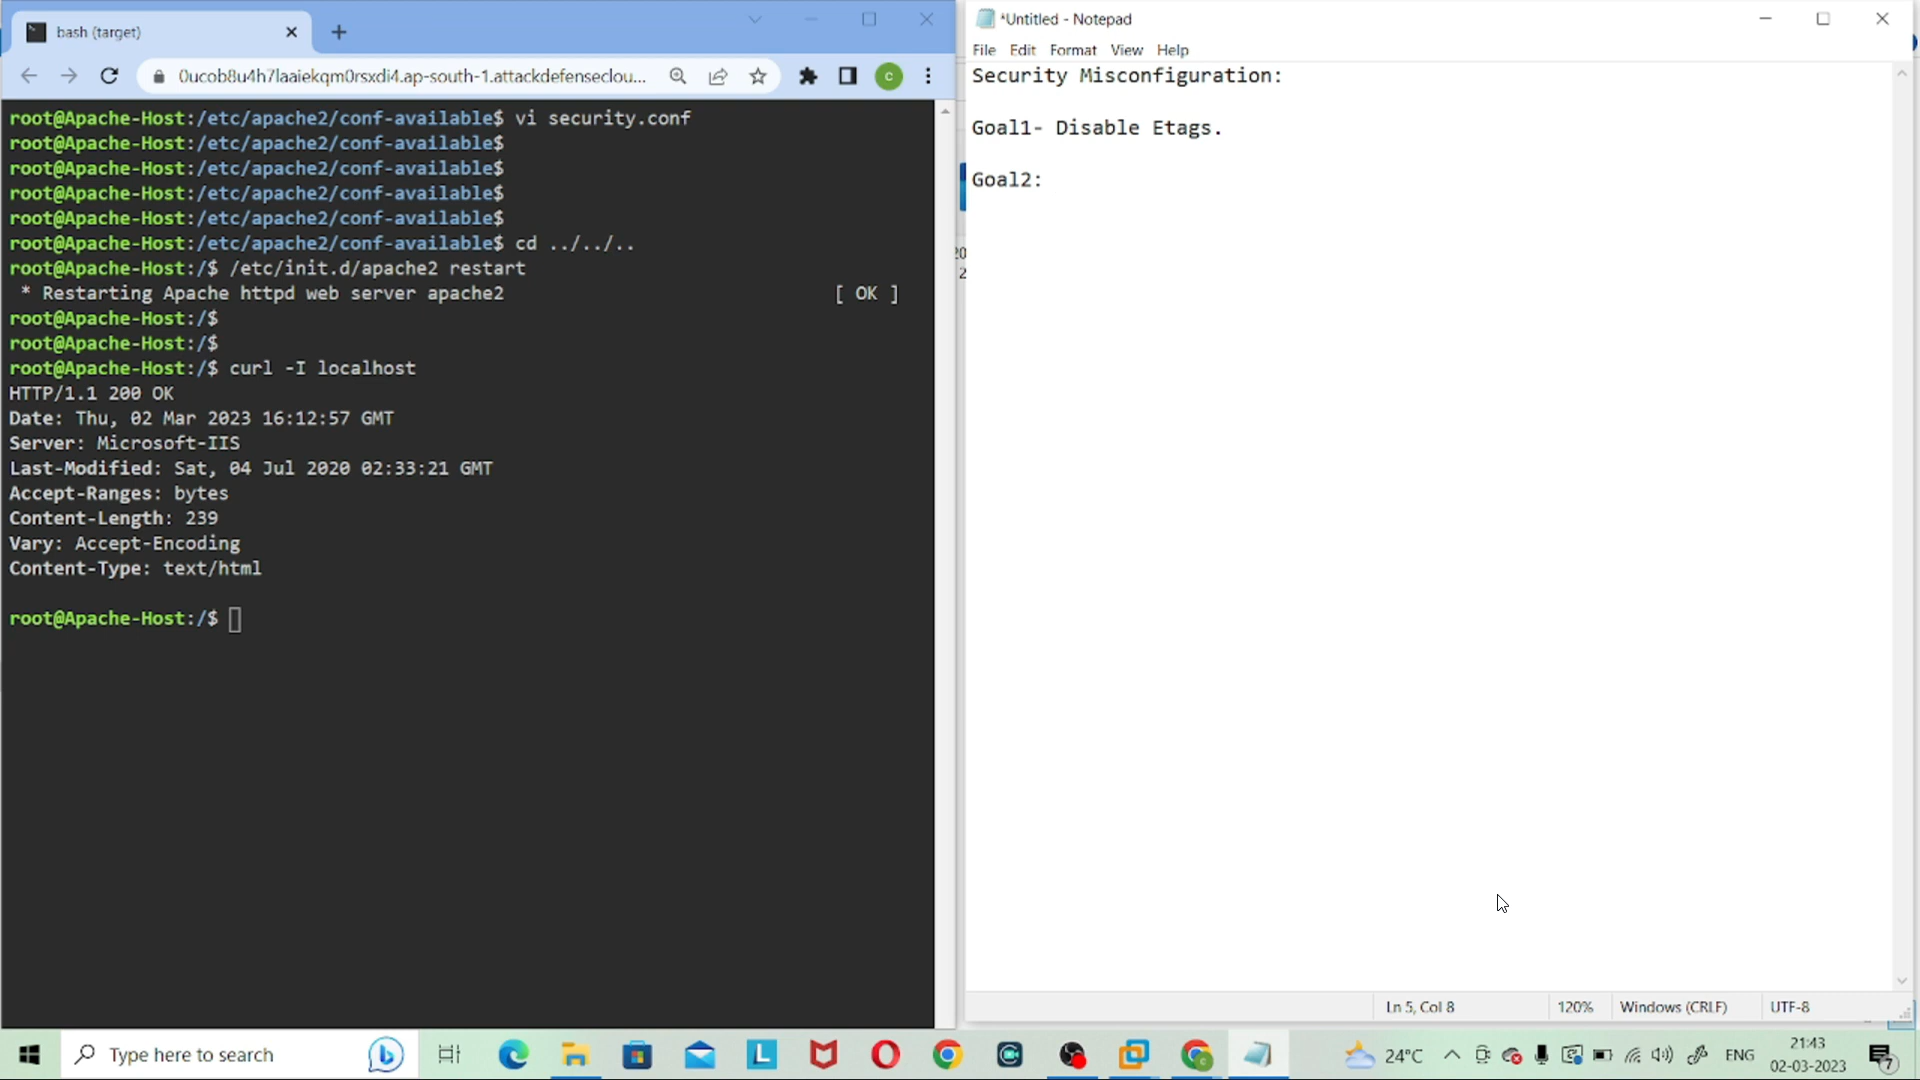 bash (target)
0ucob8u4h7laaiekqm0rsxdi4.ap-south-1.attackdefenseclou...
c
root@Apache-Host:/etc/apache2/conf-available$ vi security.conf
root@Apache-Host:/etc/apache2/conf-available$
root@Apache-Host:/etc/apache2/conf-available$
root@Apache-Host:/etc/apache2/conf-available$
root@Apache-Host:/etc/apache2/conf-available$
root@Apache-Host:/etc/apache2/conf-available$ cd ../../..
root@Apache-Host:/$ /etc/init.d/apache2 restart
* Restarting Apache httpd web server apache2 [ OK ]
root@Apache-Host:/$
root@Apache-Host:/$
root@Apache-Host:/$ curl -I localhost
HTTP/1.1 200 OK
Date: Thu, 02 Mar 2023 16:12:57 GMT
Server: Microsoft-IIS
Last-Modified: Sat, 04 Jul 2020 02:33:21 GMT
Accept-Ranges: bytes
Content-Length: 239
Vary: Accept-Encoding
Content-Type: text/html
root@Apache-Host:/$
20
2
*Untitled - Notepad
File Edit Format View Help
Security Misconfiguration:
Goal1- Disable Etags.
Goal2:
Ln 5, Col 8 120% Windows (CRLF) UTF-8
Type here to search
L
24°C
ENG
21:43
02-03-2023
7